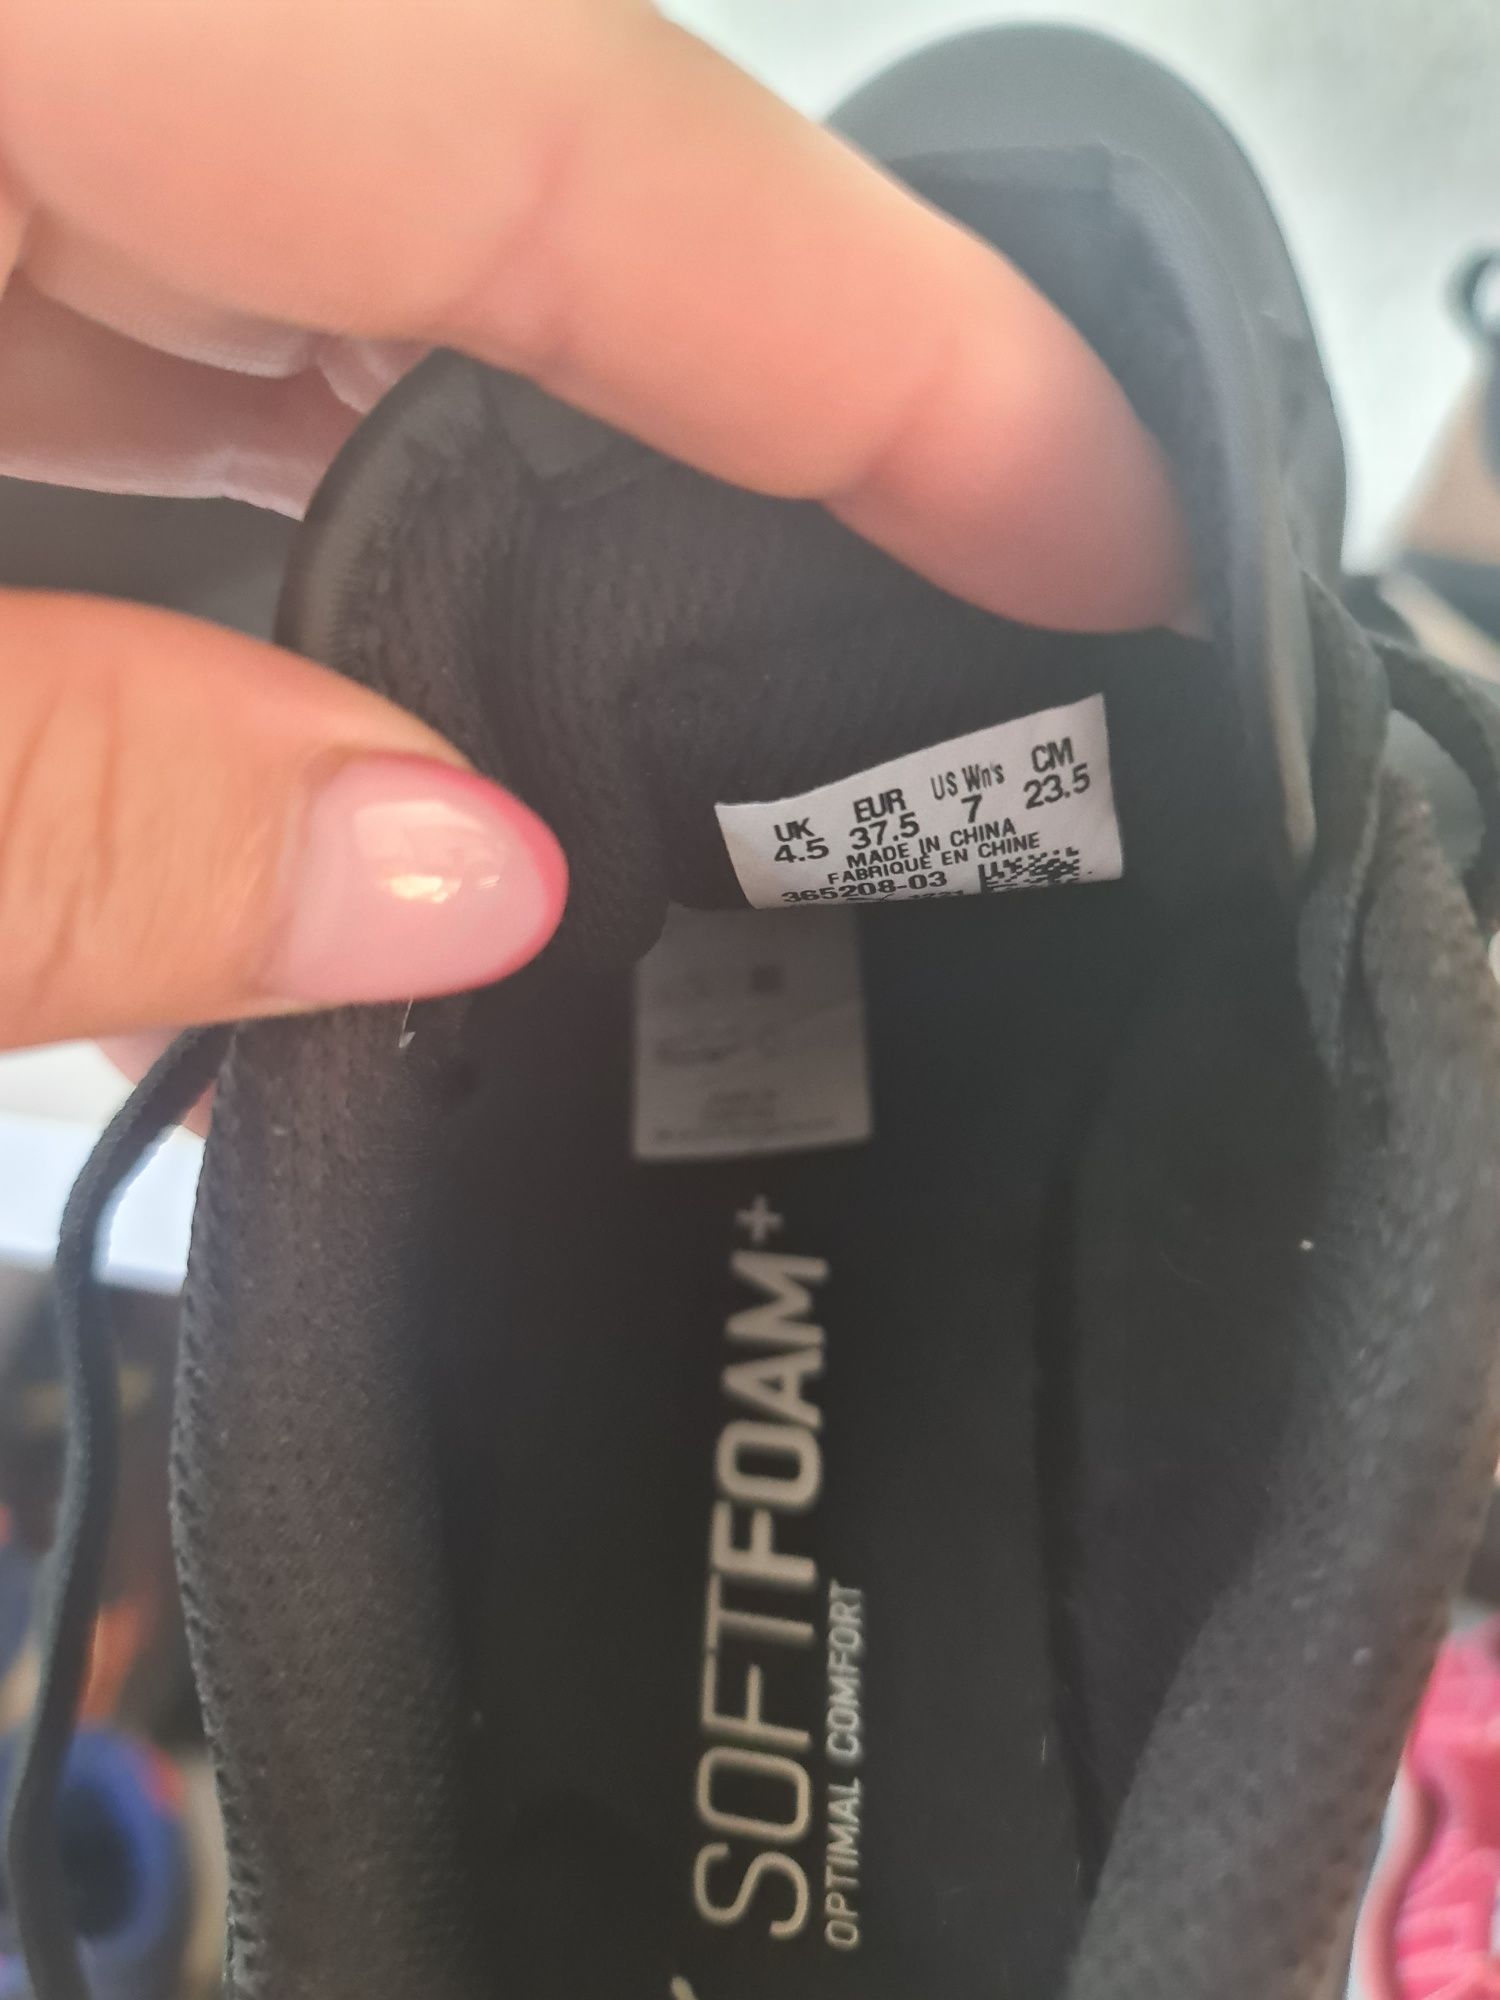 UK EUR US Wn's CM
4.5 37.5 7 23.5
MADE IN CHINA
FABRIQUÉ EN CHINE
365208-03
SOFTFOAM+
OPTIMAL COMFORT